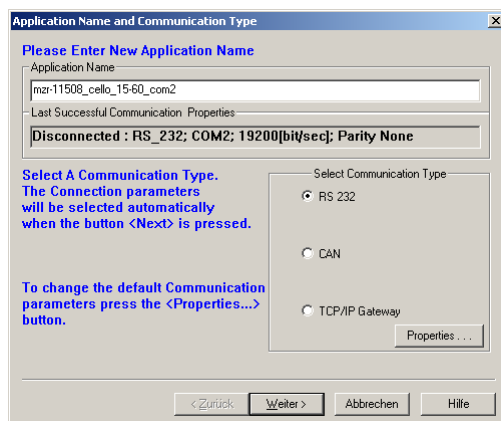 Application Name and Communication Type
Please Enter New Application Name
Application Name
mzr-11508_cello_15-60_com2
Last Successful Communication Properties
Disconnected : RS_232; COM2; 19200[bit/sec]; Parity None
Select A Communication Type.
The Connection parameters
will be selected automatically
when the button <Next> is pressed.
To change the default Communication
parameters press the <Properties...>
button.
Select Communication Type
RS 232
CAN
TCP/IP Gateway
Properties . . .
< Zurück
Weiter >
Abbrechen
Hilfe